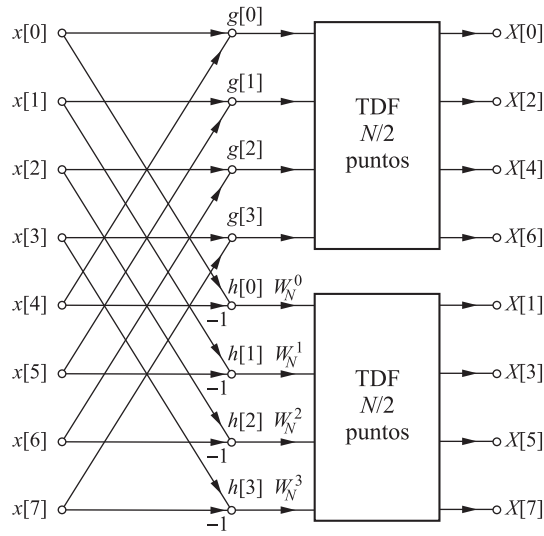 x[0] g[0] X[0]
x[1] g[1] X[2]
x[2] g[2] X[4]
x[3] g[3] X[6]
TDF
N/2
puntos
x[4] -1 h[0] W_N^0 X[1]
x[5] -1 h[1] W_N^1 X[3]
x[6] -1 h[2] W_N^2 X[5]
x[7] -1 h[3] W_N^3 X[7]
TDF
N/2
puntos